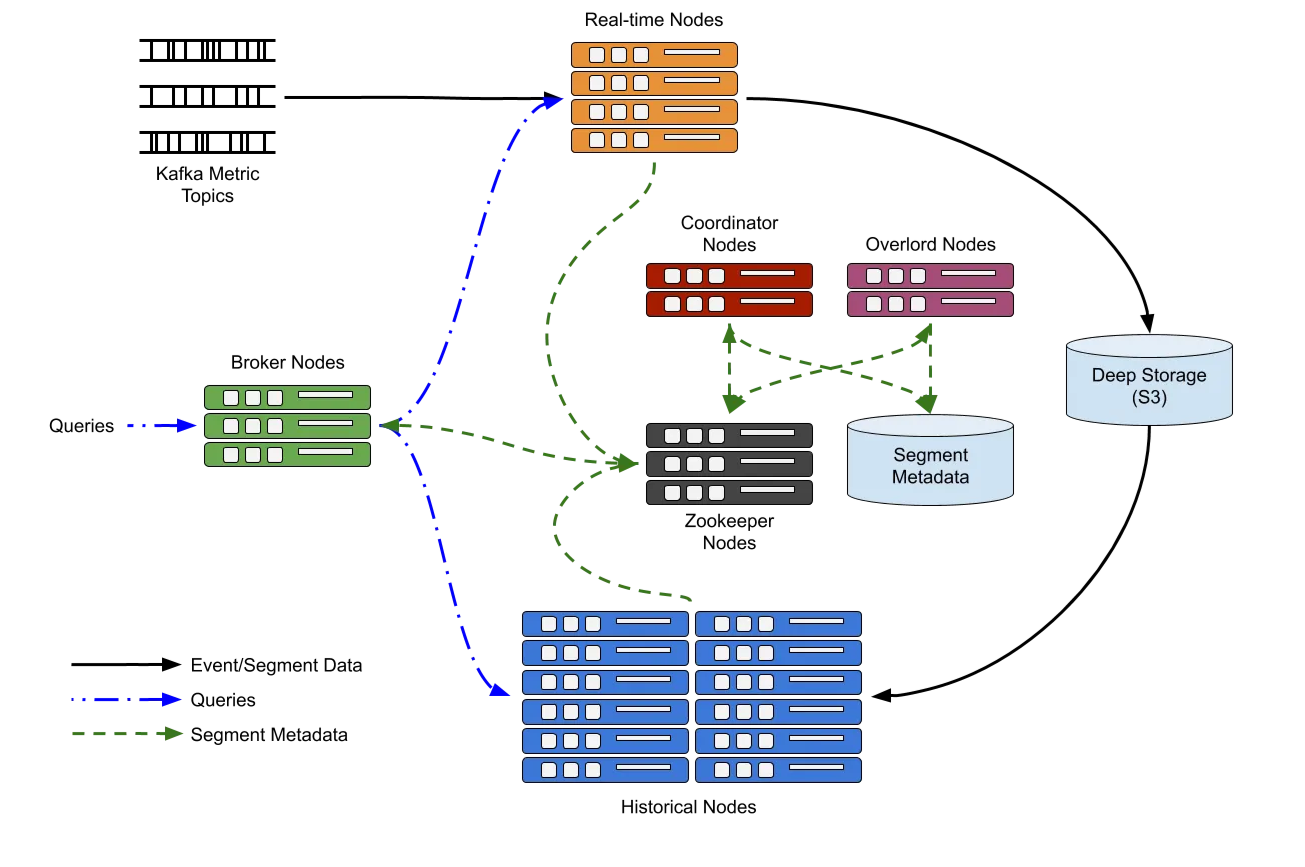 Real-time Nodes
Kafka Metric
Topics
Coordinator
Nodes
Overlord Nodes
Broker Nodes
Deep Storage
(S3)
Queries
Segment
Metadata
Zookeeper
Nodes
Event/Segment Data
Queries
Segment Metadata
Historical Nodes